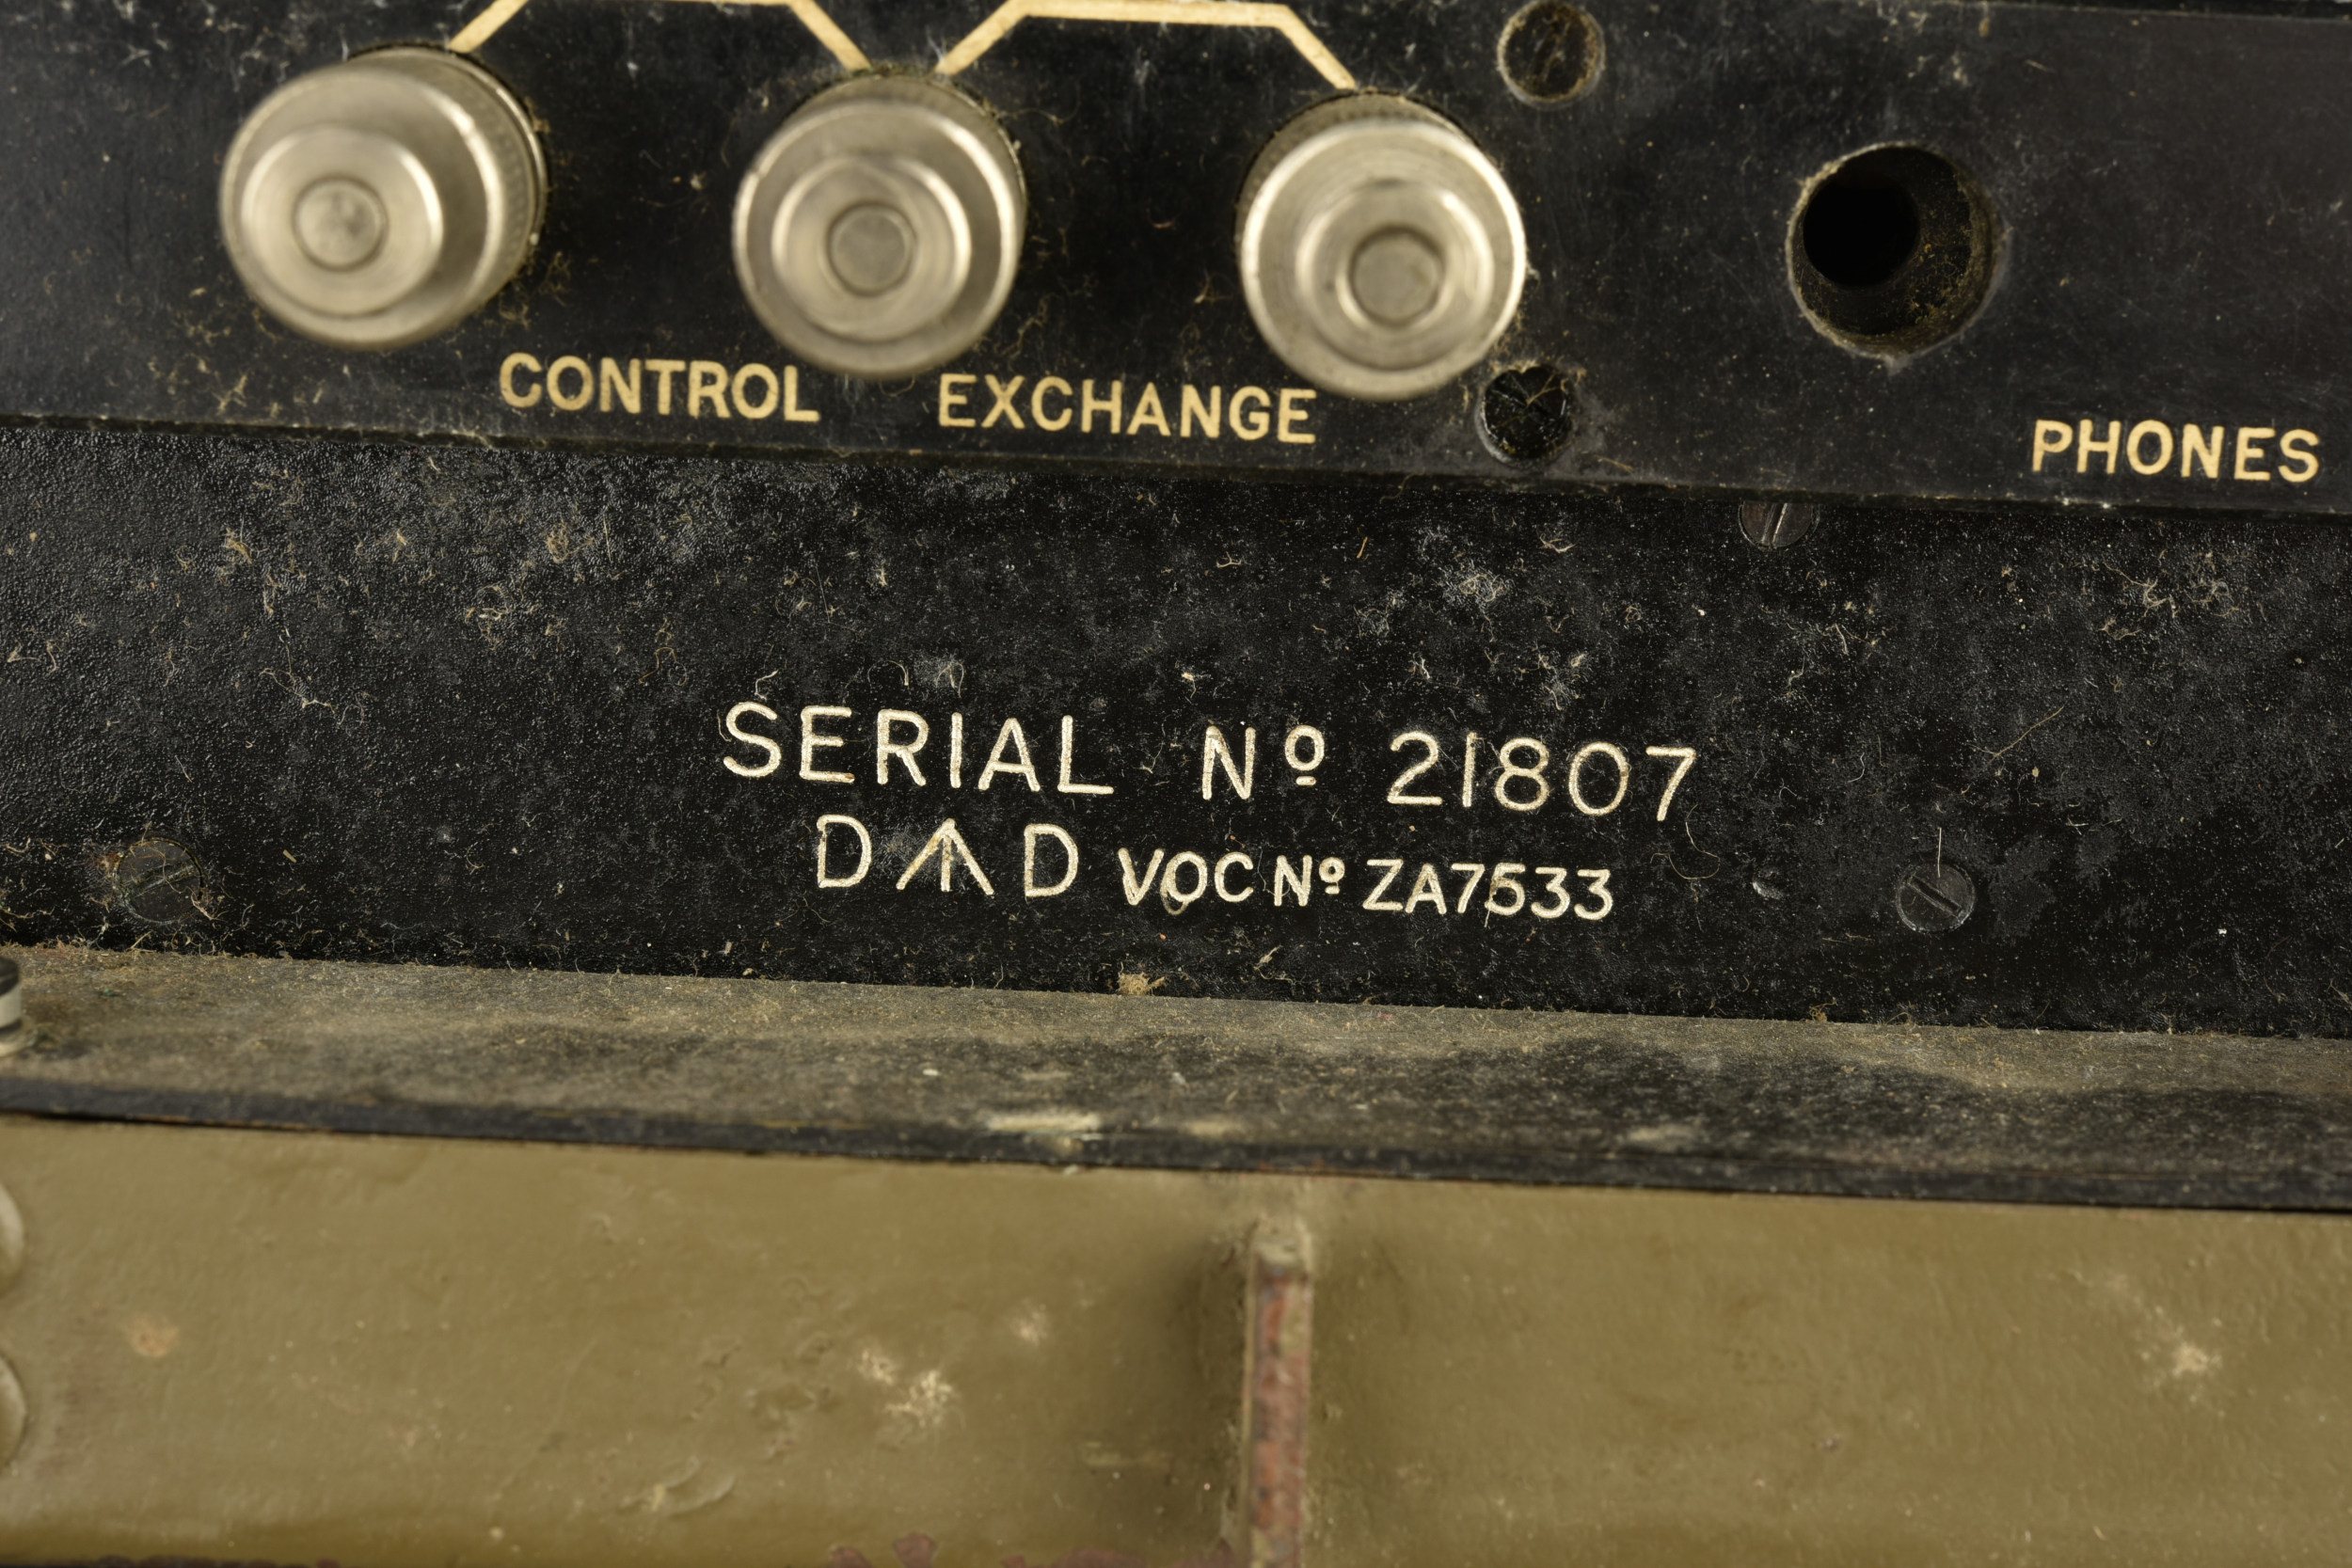 CONTROL EXCHANGE
PHONES
SERIAL Nº 21807
D D VOC Nº ZA7533